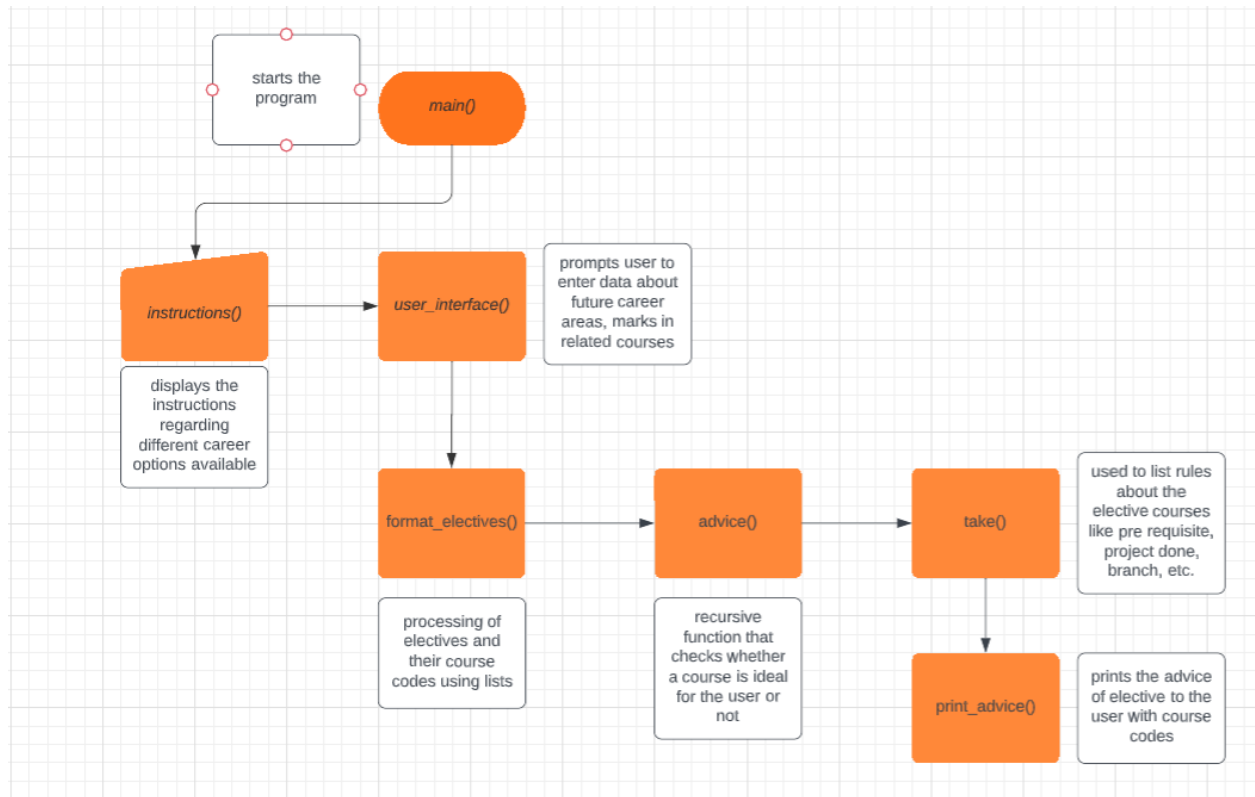 starts the
program
main()
instructions()
displays the
instructions
regarding
different career
options available
user_interface()
prompts user to
enter data about
future career
areas, marks in
related courses
format_electives()
processing of
electives and
their course
codes using lists
advice()
recursive
function that
checks whether
a course is ideal
for the user or
not
take()
used to list rules
about the
elective courses
like pre requisite,
project done,
branch, etc.
print_advice()
prints the advice
of elective to the
user with course
codes